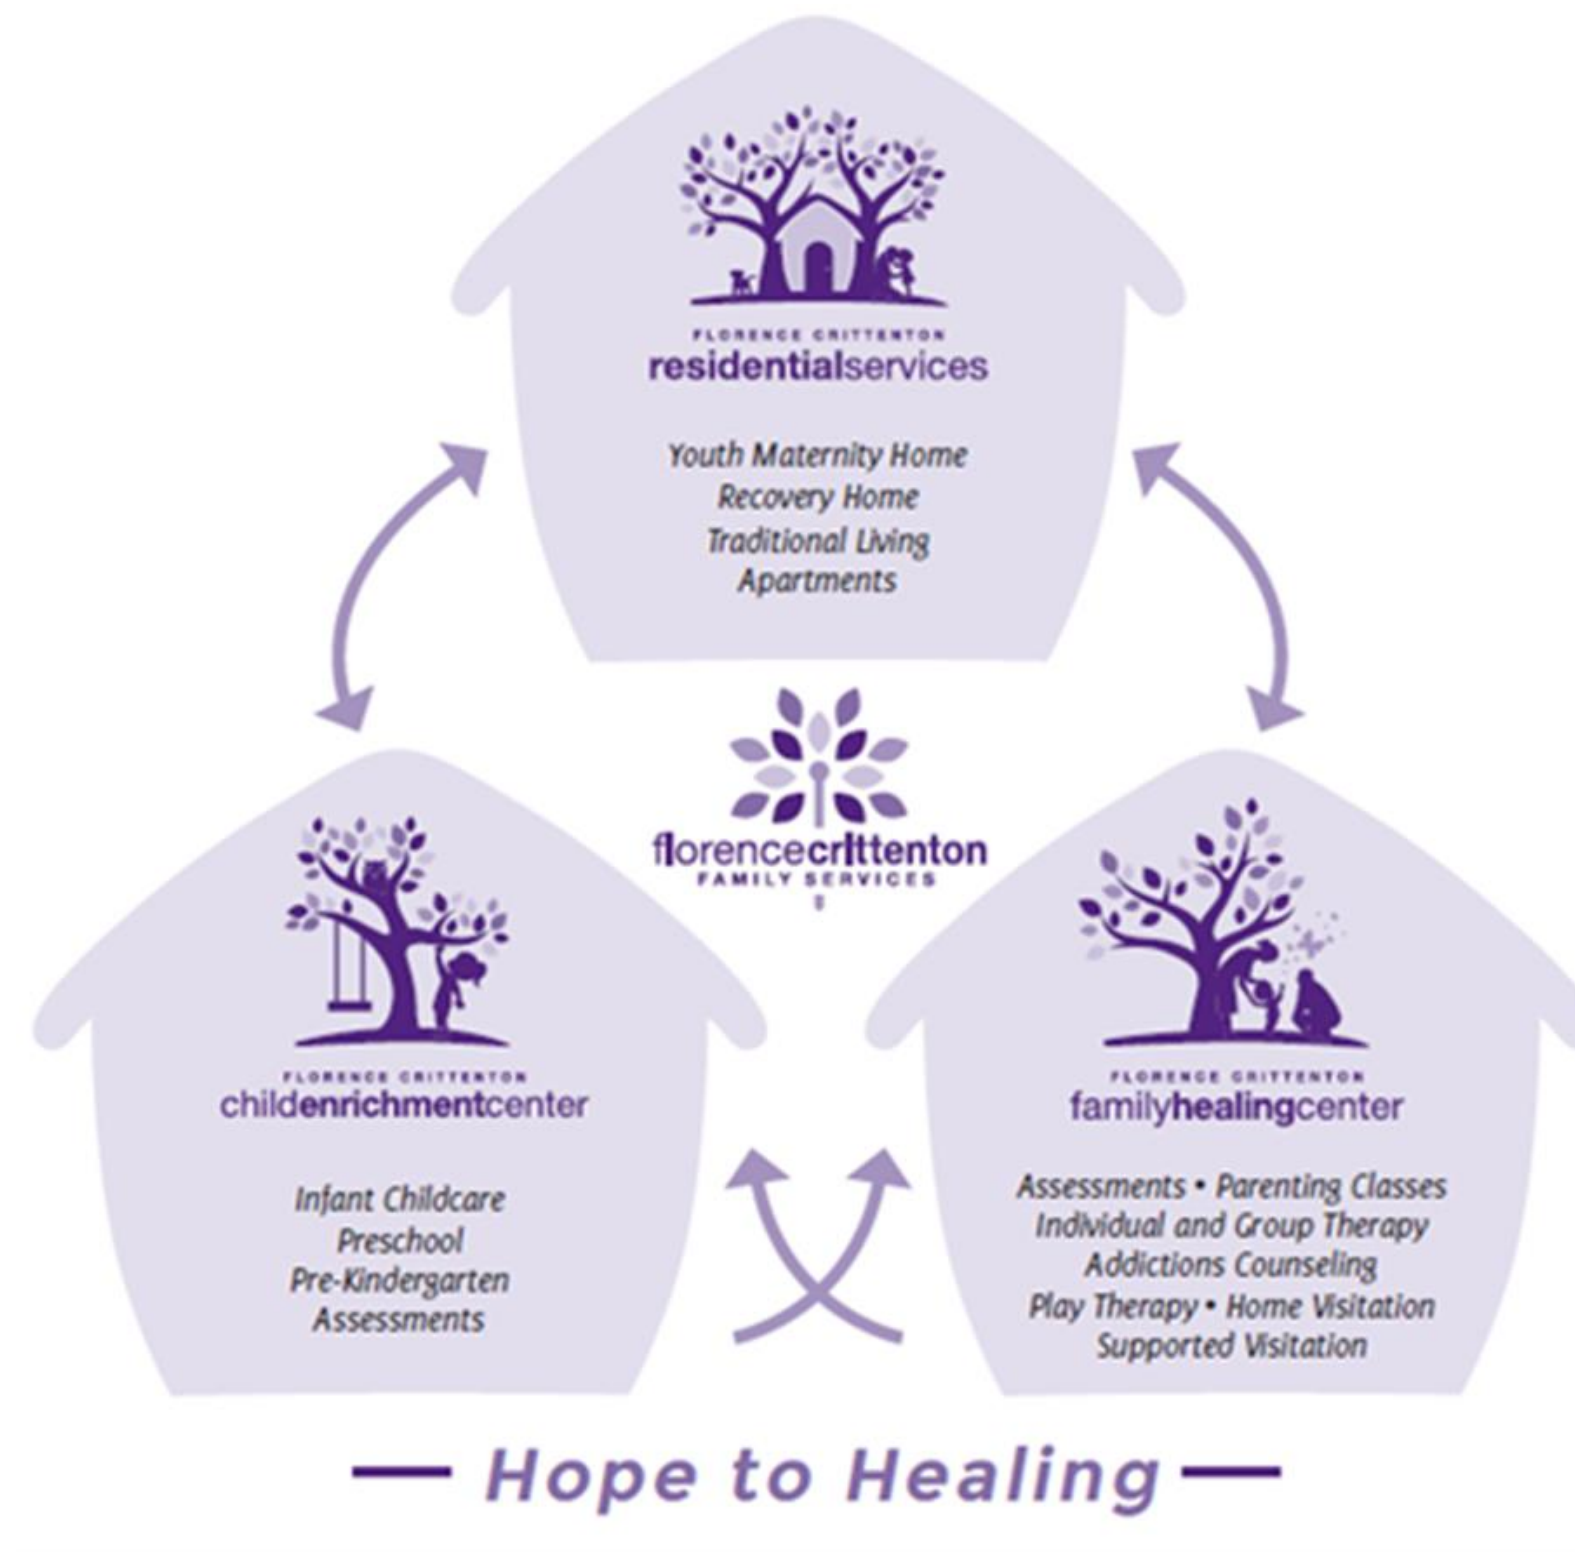 FLORENCE CRITTENTON
residentialservices
Youth Maternity Home
Recovery Home
Traditional Living
Apartments
florencecrittenton
FAMILY SERVICES
FLORENCE CRITTENTON
childenrichmentcenter
Infant Childcare
Preschool
Pre-Kindergarten
Assessments
FLORENCE CRITTENTON
familyhealingcenter
Assessments • Parenting Classes
Individual and Group Therapy
Addictions Counseling
Play Therapy • Home Visitation
Supported Visitation
Hope to Healing